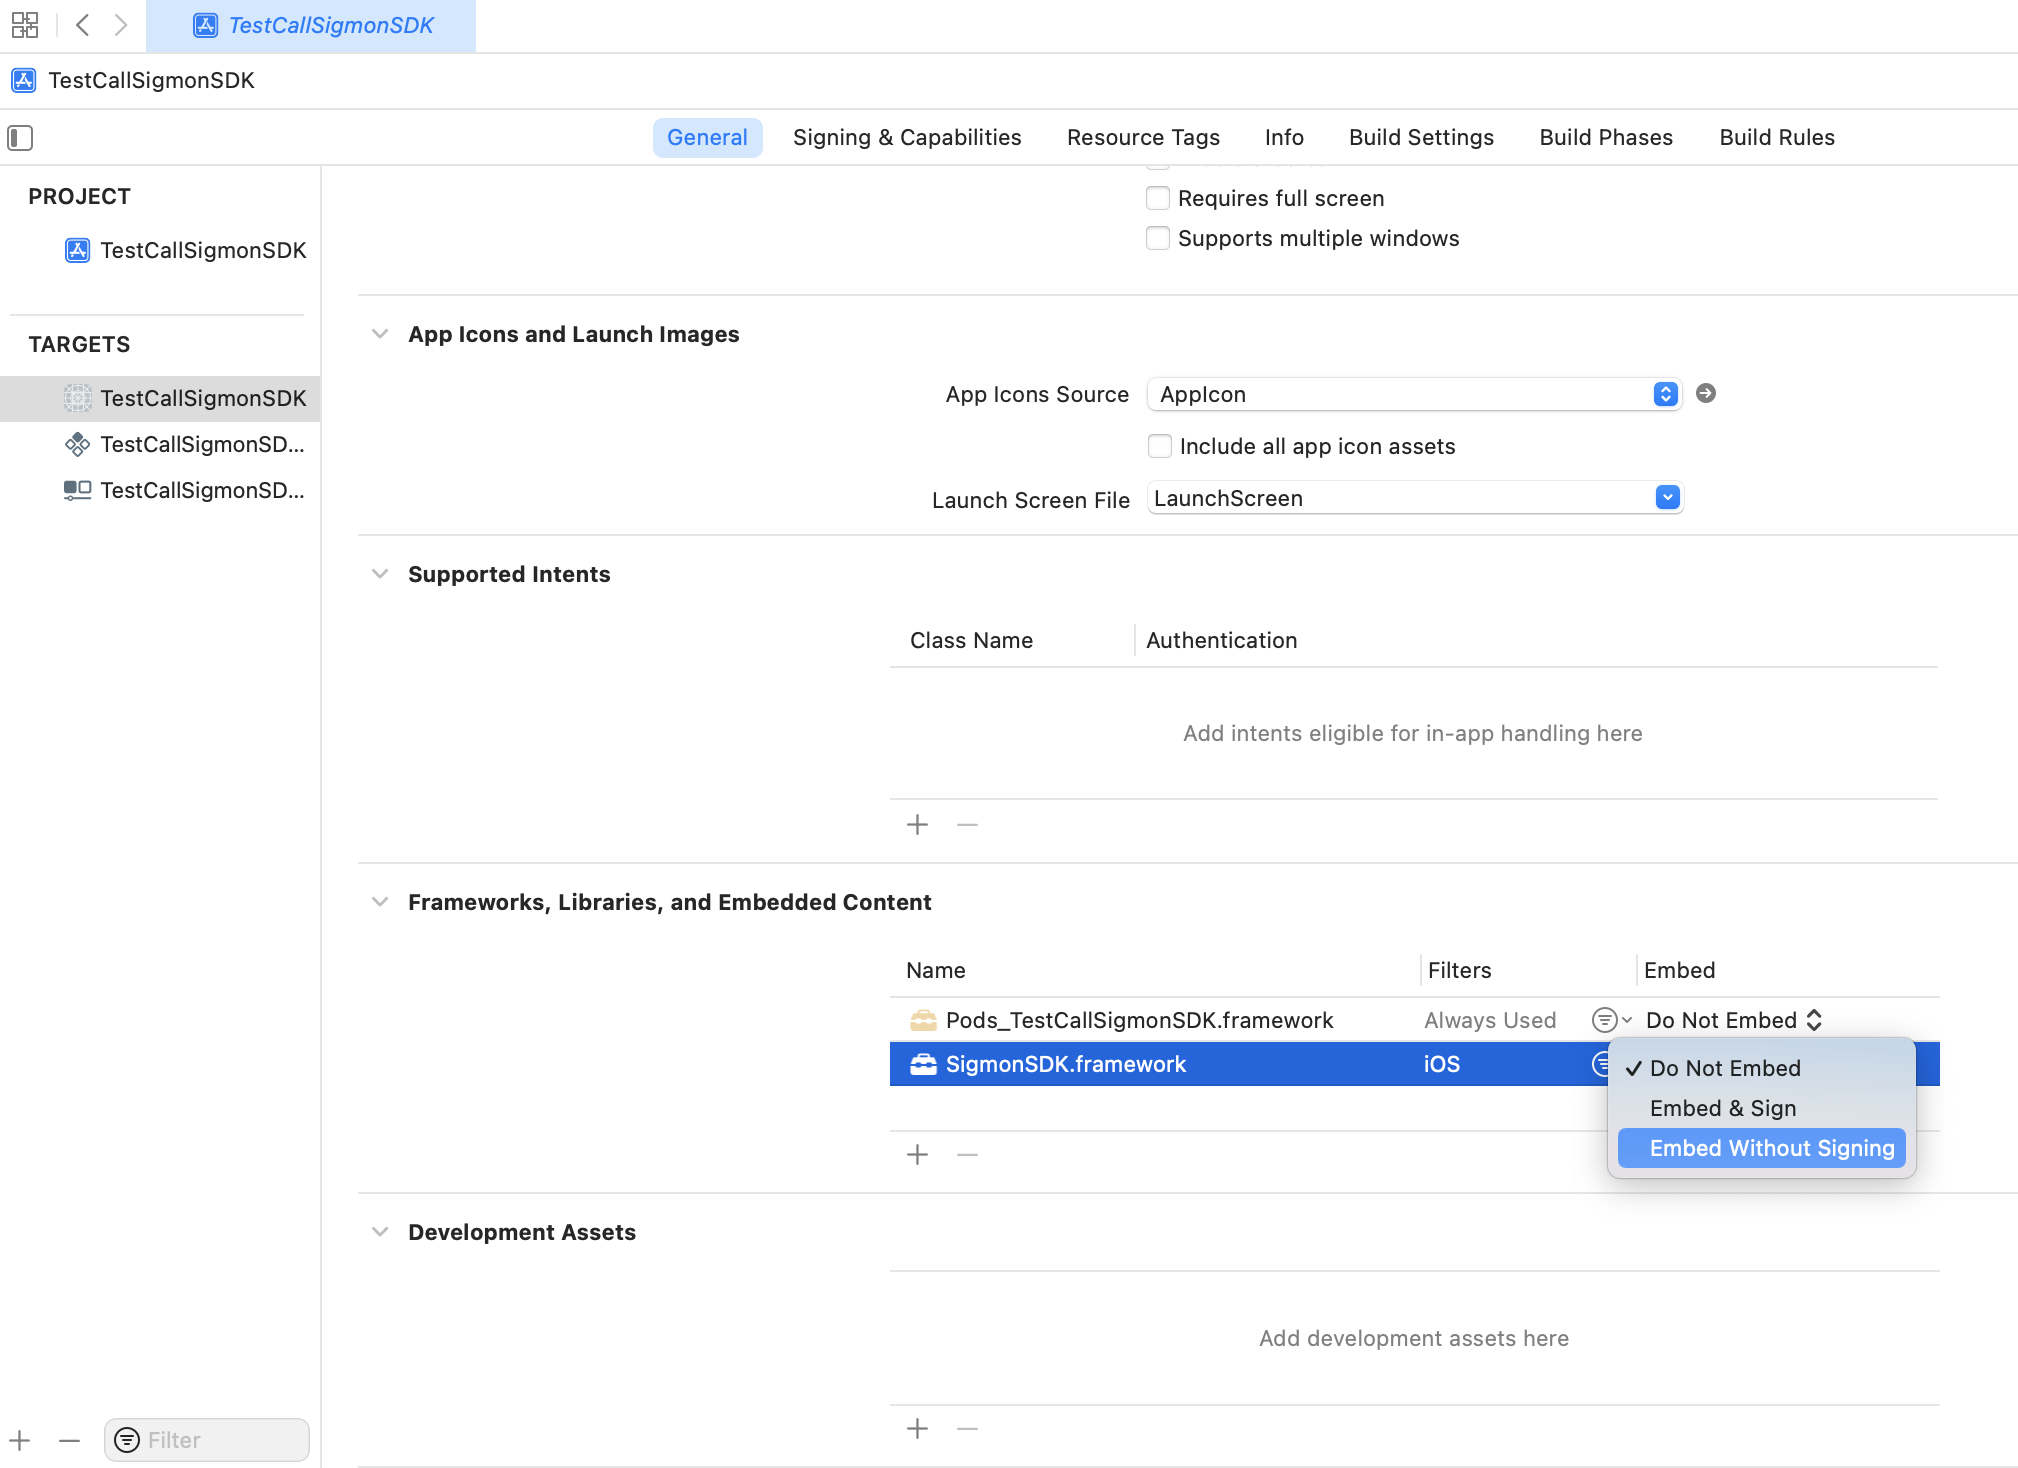 TestCallSigmonSDK
TestCallSigmonSDK
General Signing & Capabilities Resource Tags Info Build Settings Build Phases Build Rules
PROJECT
TestCallSigmonSDK
TARGETS
TestCallSigmonSDK
TestCallSigmonSD...
TestCallSigmonSD...
Filter
Requires full screen
Supports multiple windows
App Icons and Launch Images
App Icons Source AppIcon
Include all app icon assets
Launch Screen File LaunchScreen
Supported Intents
Class Name Authentication
Add intents eligible for in-app handling here
Frameworks, Libraries, and Embedded Content
Name Filters Embed
Pods_TestCallSigmonSDK.framework Always Used Do Not Embed
SigmonSDK.framework iOS
✓ Do Not Embed
Embed & Sign
Embed Without Signing
Development Assets
Add development assets here